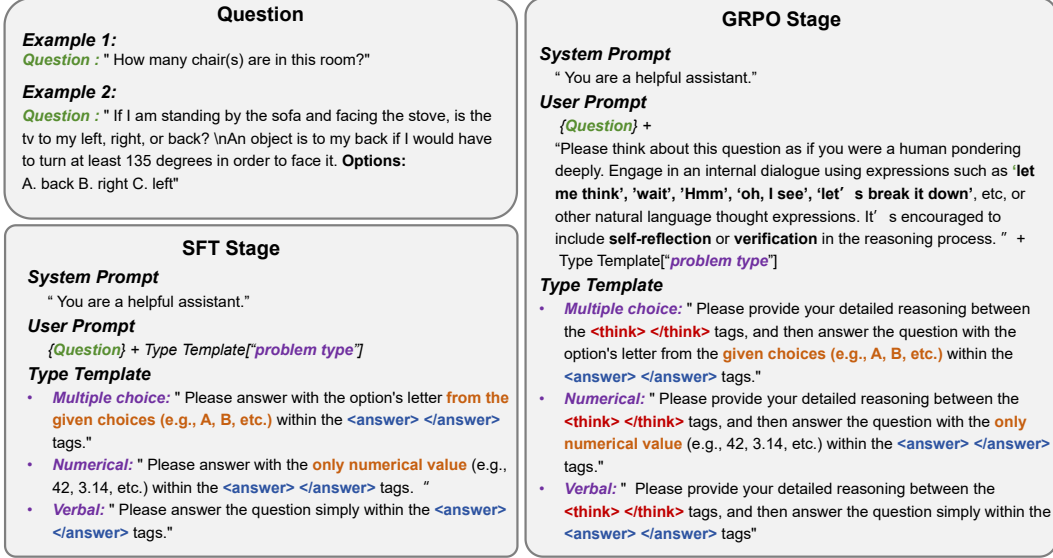 Question
Example 1:
Question : " How many chair(s) are in this room?"
Example 2:
Question : " If I am standing by the sofa and facing the stove, is the
tv to my left, right, or back? \nAn object is to my back if I would have
to turn at least 135 degrees in order to face it. Options:
A. back B. right C. left"
SFT Stage
System Prompt
“ You are a helpful assistant.”
User Prompt
{Question} + Type Template[“problem type”]
Type Template
• Multiple choice: " Please answer with the option's letter from the
given choices (e.g., A, B, etc.) within the <answer> </answer>
tags."
• Numerical: " Please answer with the only numerical value (e.g.,
42, 3.14, etc.) within the <answer> </answer> tags. “
• Verbal: " Please answer the question simply within the <answer>
</answer> tags."
GRPO Stage
System Prompt
“ You are a helpful assistant.”
User Prompt
{Question} +
“Please think about this question as if you were a human pondering
deeply. Engage in an internal dialogue using expressions such as ‘let
me think’, ’wait’, ’Hmm’, ‘oh, I see’, ‘let’ s break it down’, etc, or
other natural language thought expressions. It’ s encouraged to
include self-reflection or verification in the reasoning process. ” +
Type Template[“problem type”]
Type Template
• Multiple choice: " Please provide your detailed reasoning between
the <think> </think> tags, and then answer the question with the
option's letter from the given choices (e.g., A, B, etc.) within the
<answer> </answer> tags."
• Numerical: " Please provide your detailed reasoning between the
<think> </think> tags, and then answer the question with the only
numerical value (e.g., 42, 3.14, etc.) within the <answer> </answer>
tags."
• Verbal: " Please provide your detailed reasoning between the
<think> </think> tags, and then answer the question simply within the
<answer> </answer> tags"